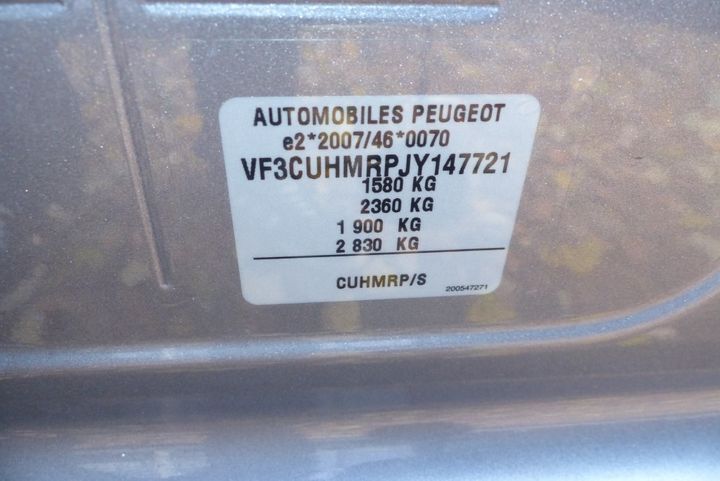 AUTOMOBILES PEUGEOT
e2*2007/46*0070
VF3CUHMRPJY147721
1580 KG
2360 KG
1 900 KG
2 830 KG
CUHMRP/S
200547271